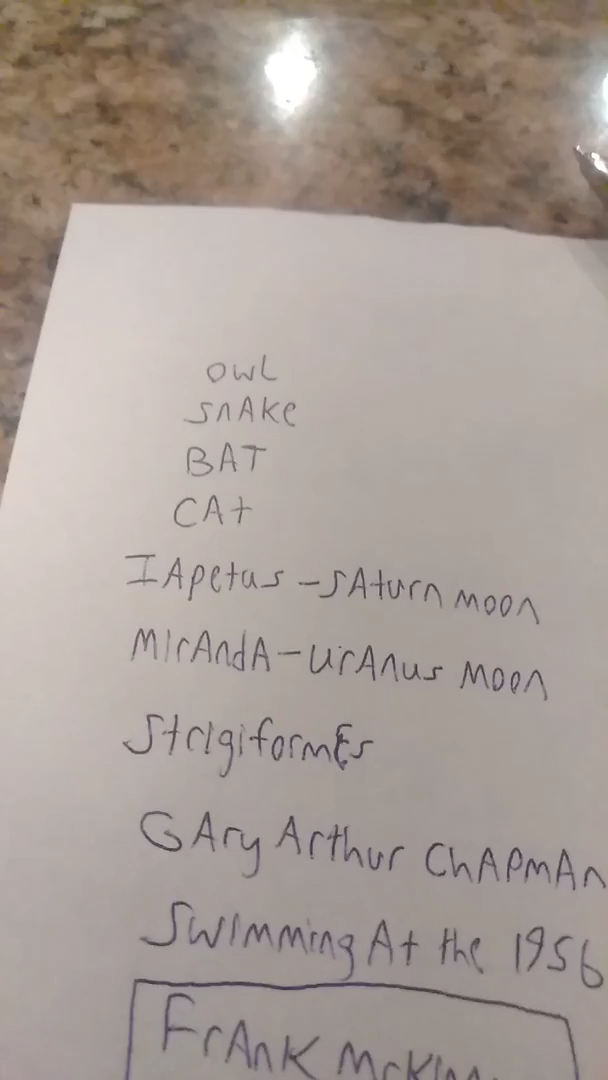 OWL
SnAKe
BAT
CAt
IApetus - SAturn Moon
MIrAndA - UrAnus Moon
StrigiformEs
GAry Arthur ChAPMAn
SwImming At the 1956
FrAnK